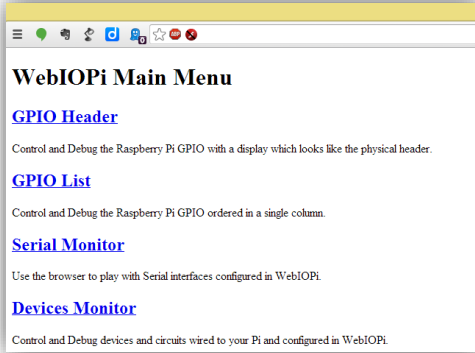 WebIOPi Main Menu
GPIO Header
Control and Debug the Raspberry Pi GPIO with a display which looks like the physical header.
GPIO List
Control and Debug the Raspberry Pi GPIO ordered in a single column.
Serial Monitor
Use the browser to play with Serial interfaces configured in WebIOPi.
Devices Monitor
Control and Debug devices and circuits wired to your Pi and configured in WebIOPi.